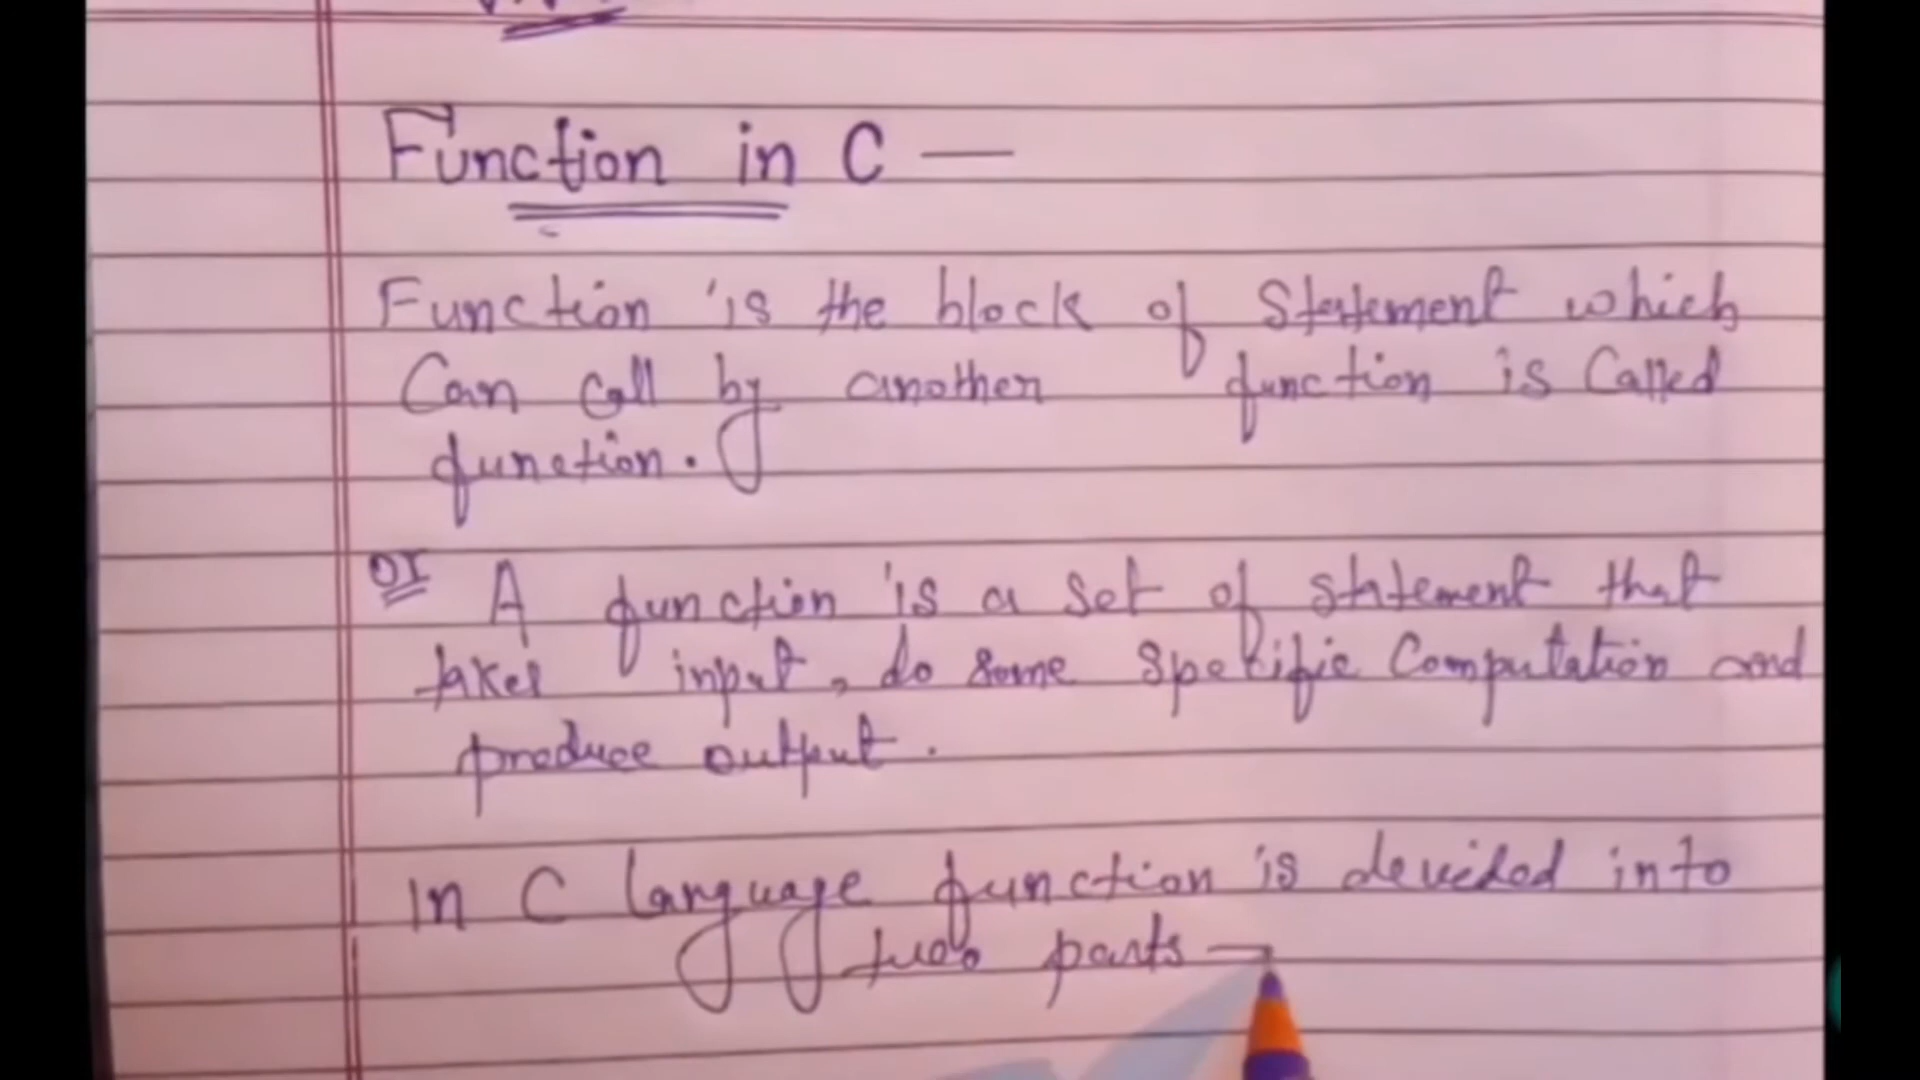 Function in C —
Function is the block of Statement which
Can Call by another function is Called
function.
or A function is a set of statement that
takes input, do some Spekific Computation and
produce output.
In C language function is devided into
two parts →